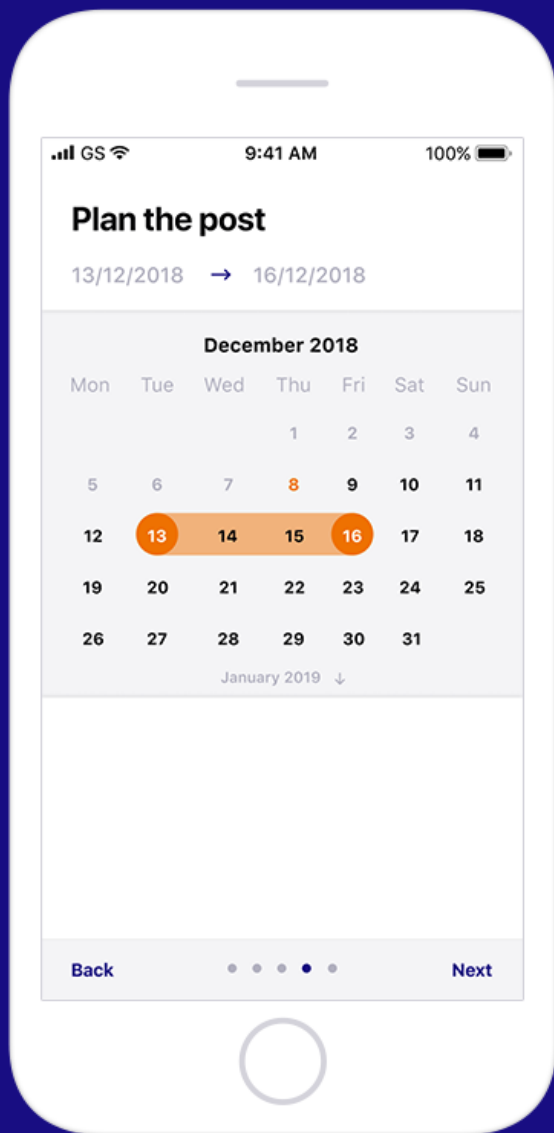 GS 9:41 AM 100%
Plan the post
13/12/2018 → 16/12/2018
December 2018
Mon Tue Wed Thu Fri Sat Sun
1 2 3 4
5 6 7 8 9 10 11
12 13 14 15 16 17 18
19 20 21 22 23 24 25
26 27 28 29 30 31
January 2019 ↓
Back Next